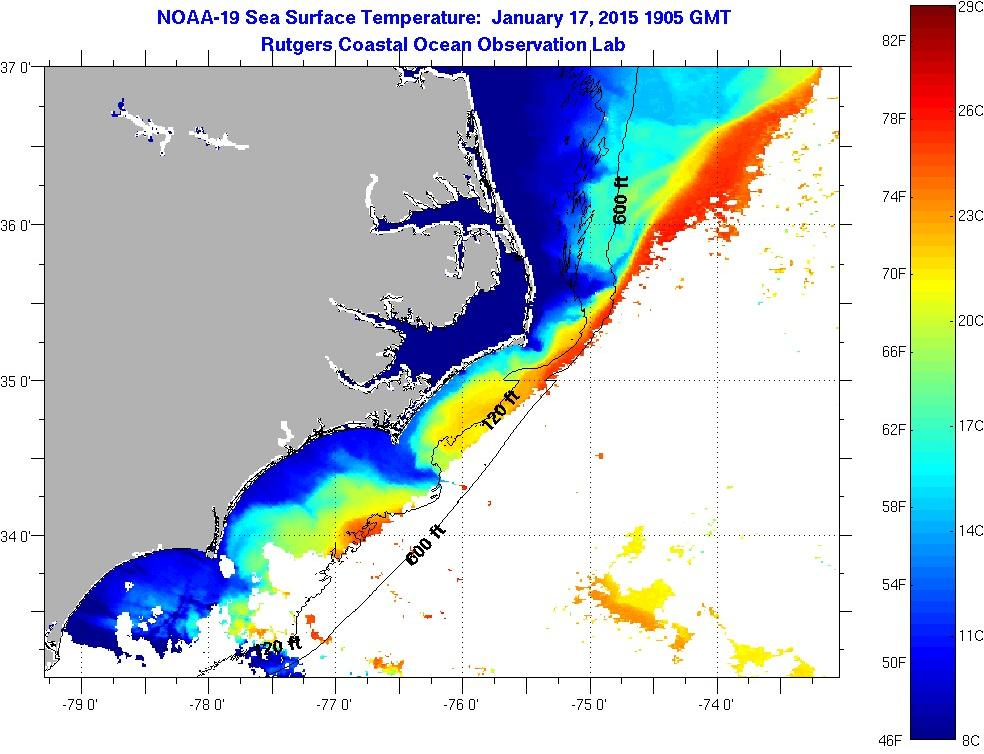 NOAA-19 Sea Surface Temperature: January 17, 2015 1905 GMT
Rutgers Coastal Ocean Observation Lab
29C
82F
26C
78F
74F
23C
70F
20C
66F
17C
62F
58F
14C
54F
11C
50F
46F
8C
37 0'
36 0'
35 0'
34 0'
600 ft
120 ft
600 ft
120 ft
-79 0'
-78 0'
-77 0'
-76 0'
-75 0'
-74 0'